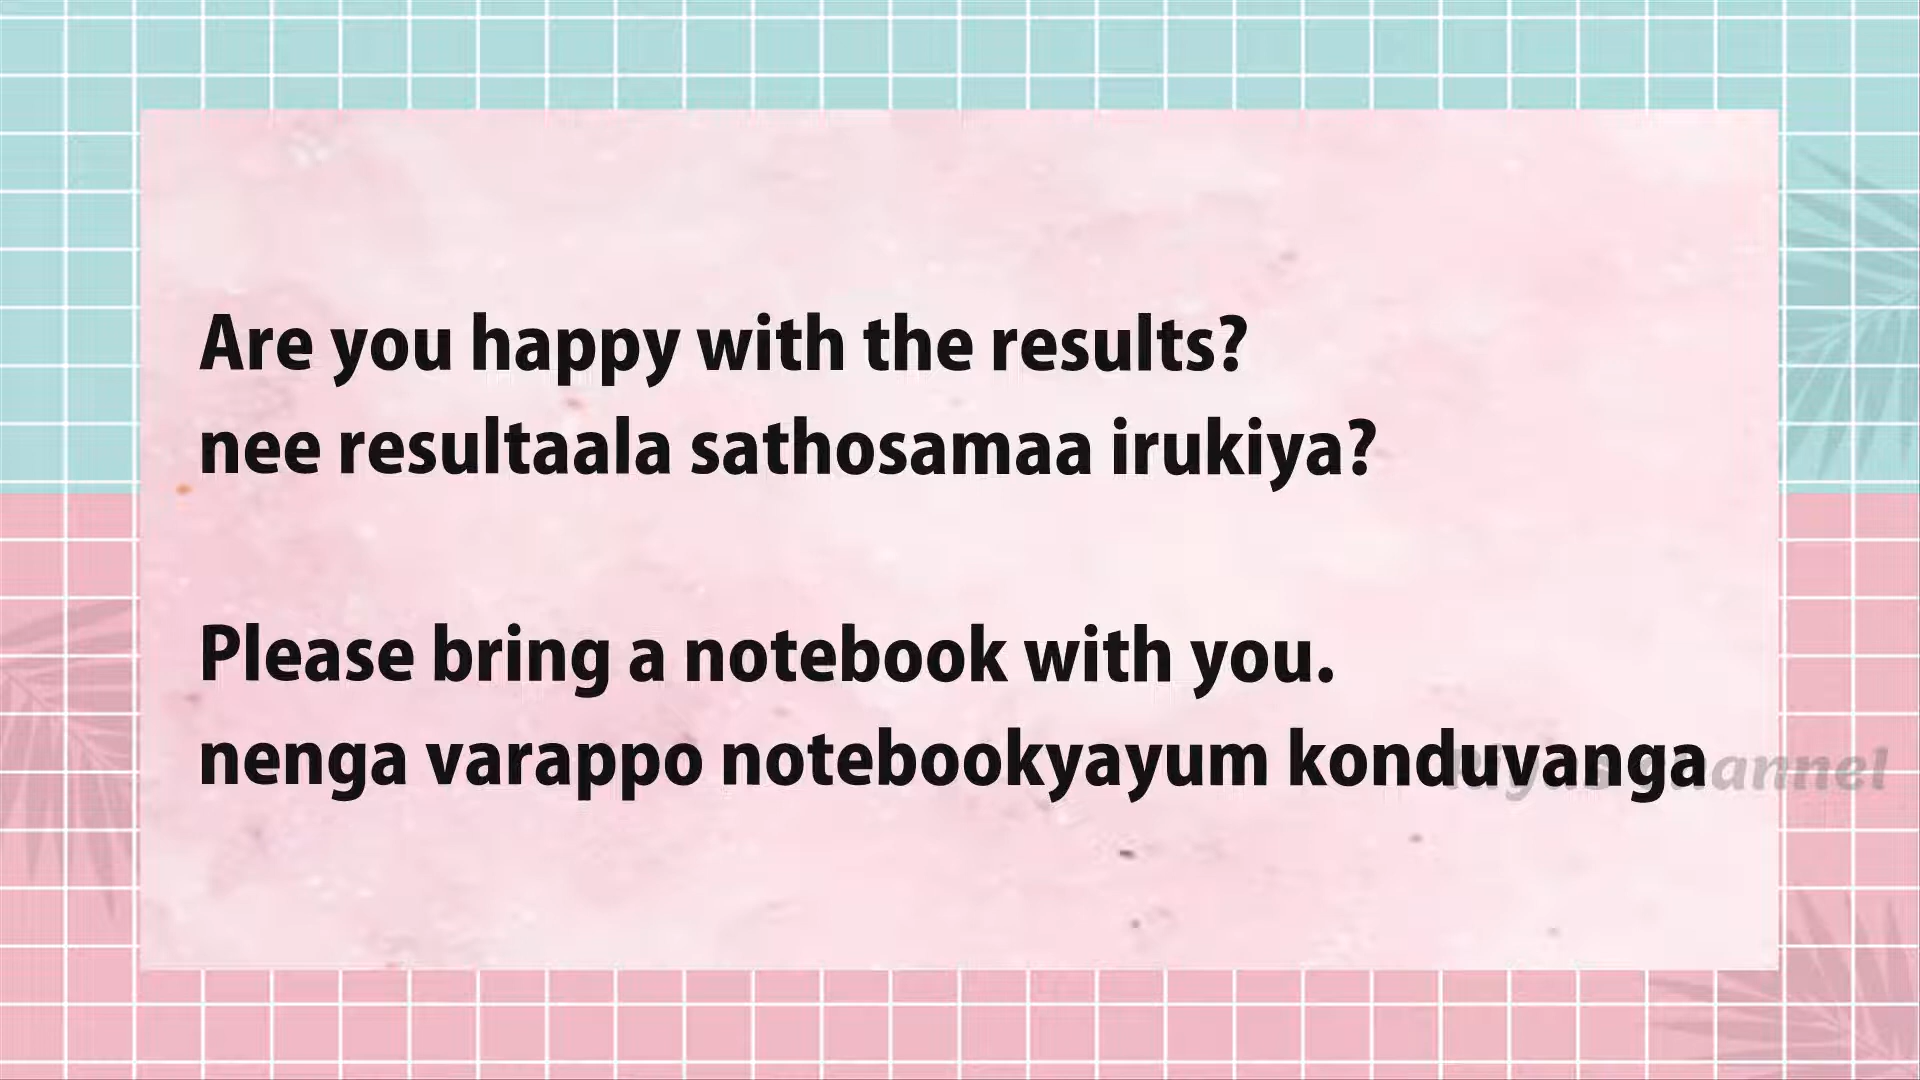 Are you happy with the results?
nee resultaala sathosamaa irukiya?
Please bring a notebook with you.
nenga varappo notebookyayum konduvanga
channel